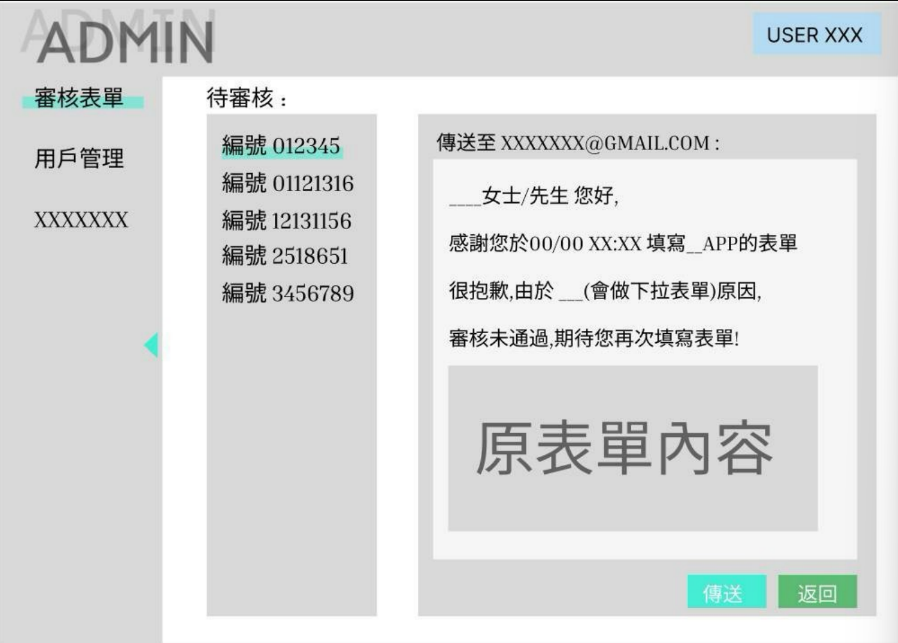 ADMIN
USER XXX
審核表單
用戶管理
XXXXXXX
待審核 :
編號 012345
編號 01121316
編號 12131156
編號 2518651
編號 3456789
傳送至 XXXXXXX@GMAIL.COM :
___女士/先生 您好,
感謝您於00/00 XX:XX 填寫__APP的表單
很抱歉,由於 ___(會做下拉表單)原因,
審核未通過,期待您再次填寫表單!
原表單內容
傳送
返回